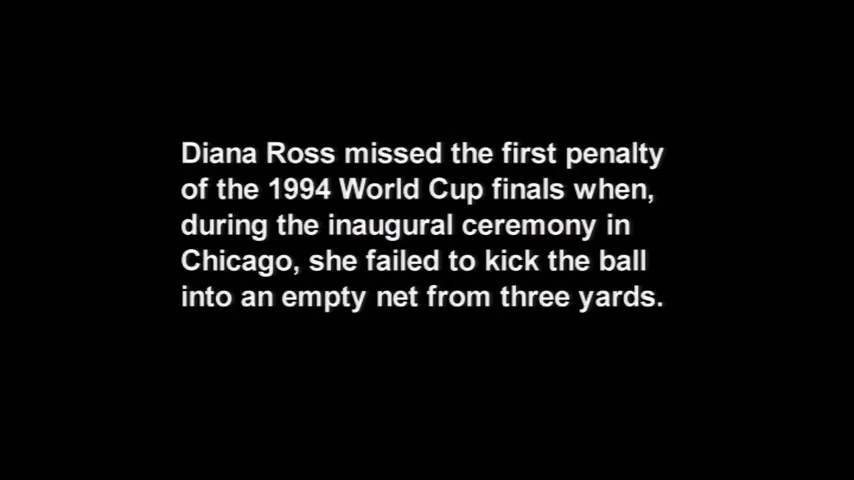 Diana Ross missed the first penalty
of the 1994 World Cup finals when,
during the inaugural ceremony in
Chicago, she failed to kick the ball
into an empty net from three yards.